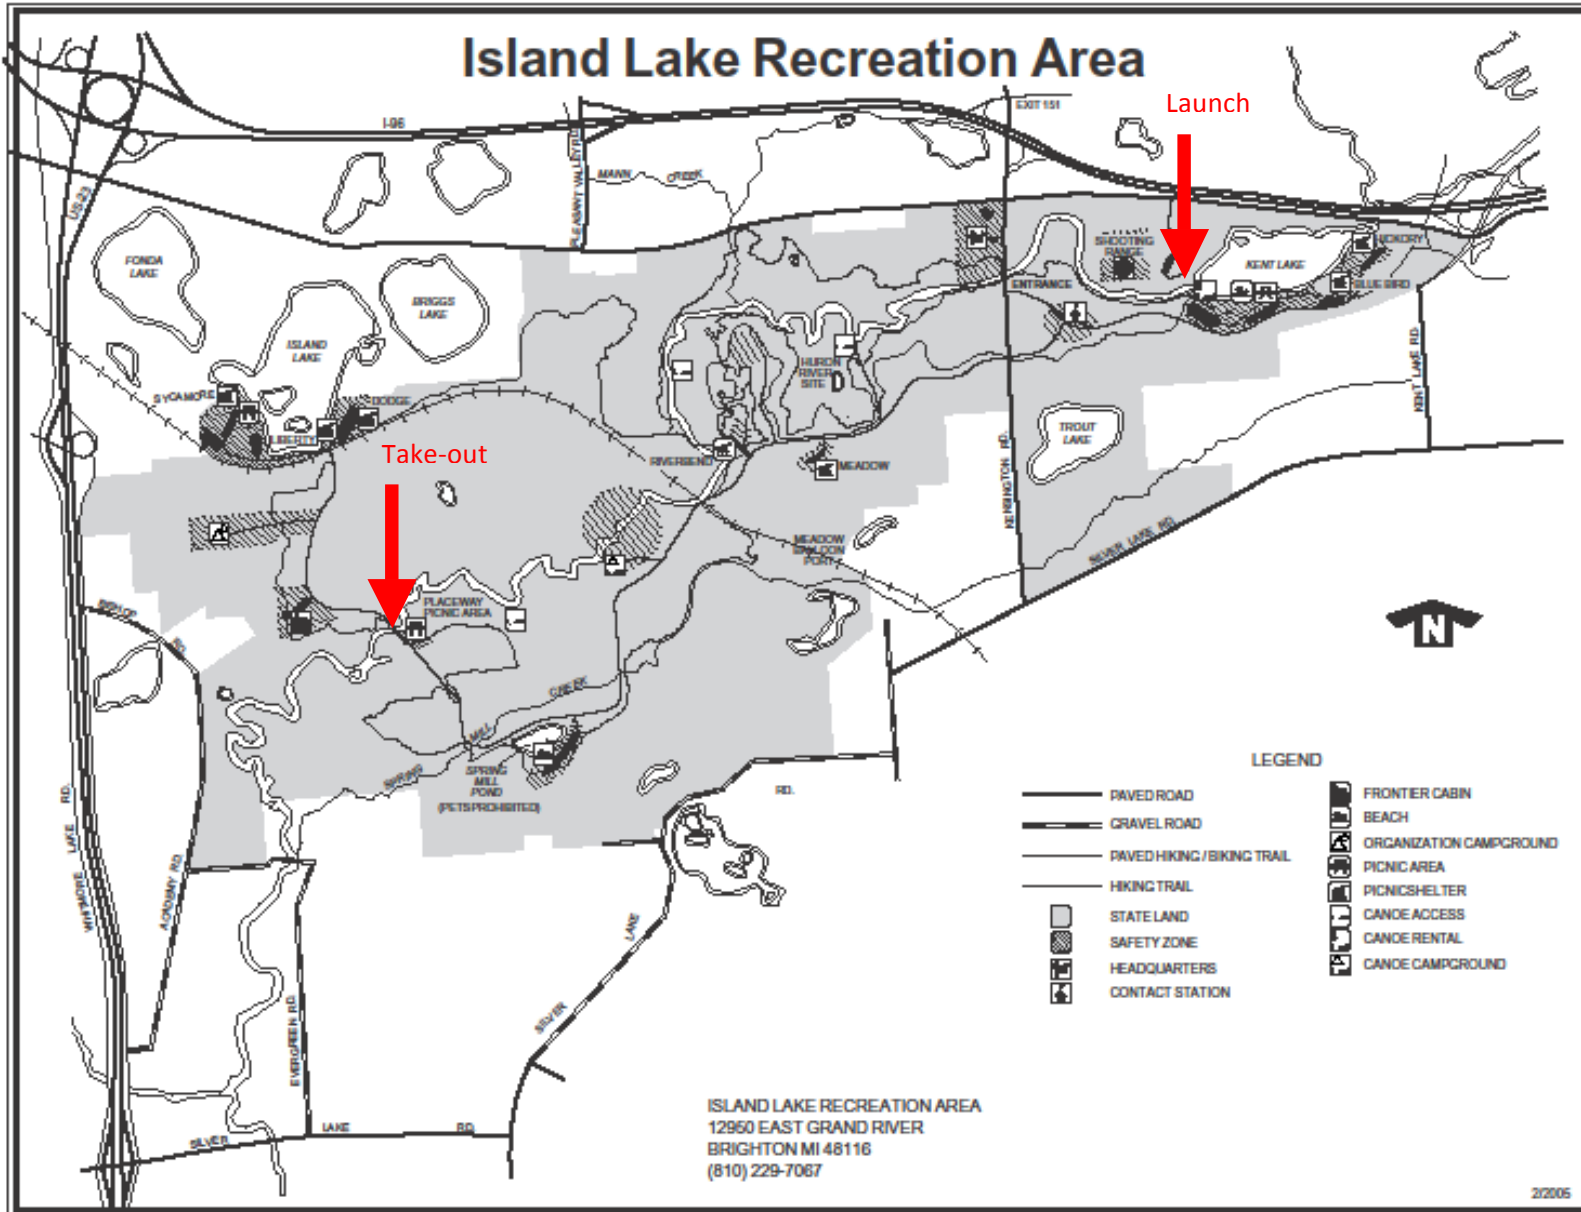 Island Lake Recreation Area
Launch
EXIT 151
I-96
PLEASANT VALLEY RD.
MANN CREEK
US-23
FONDA
LAKE
BRIGGS
LAKE
ISLAND
LAKE
SHOOTING
RANGE
KENT LAKE
HICKORY
BLUE BIRD
ENTRANCE
KENT LAKE RD.
HURON
RIVER
SITE
SYCAMORE
DODGE
LIBERTY
Take-out
RIVERBEND
MEADOW
TROUT
LAKE
KENSINGTON RD.
MEADOW
BALLOON
PORT
SILVER LAKE RD.
PLACEWAY
PICNIC AREA
RD.
N
SPRING MILL CREEK
SPRING
MILL
POND
(PETS PROHIBITED)
RD.
WHITMORE LAKE RD.
ACADEMY RD.
EVERGREEN RD.
SILVER LAKE
SILVER LAKE RD.
LEGEND
PAVED ROAD
GRAVEL ROAD
PAVED HIKING / BIKING TRAIL
HIKING TRAIL
STATE LAND
SAFETY ZONE
HEADQUARTERS
CONTACT STATION
FRONTIER CABIN
BEACH
ORGANIZATION CAMPGROUND
PICNIC AREA
PICNIC SHELTER
CANOE ACCESS
CANOE RENTAL
CANOE CAMPGROUND
ISLAND LAKE RECREATION AREA
12950 EAST GRAND RIVER
BRIGHTON MI 48116
(810) 229-7067
2/2005